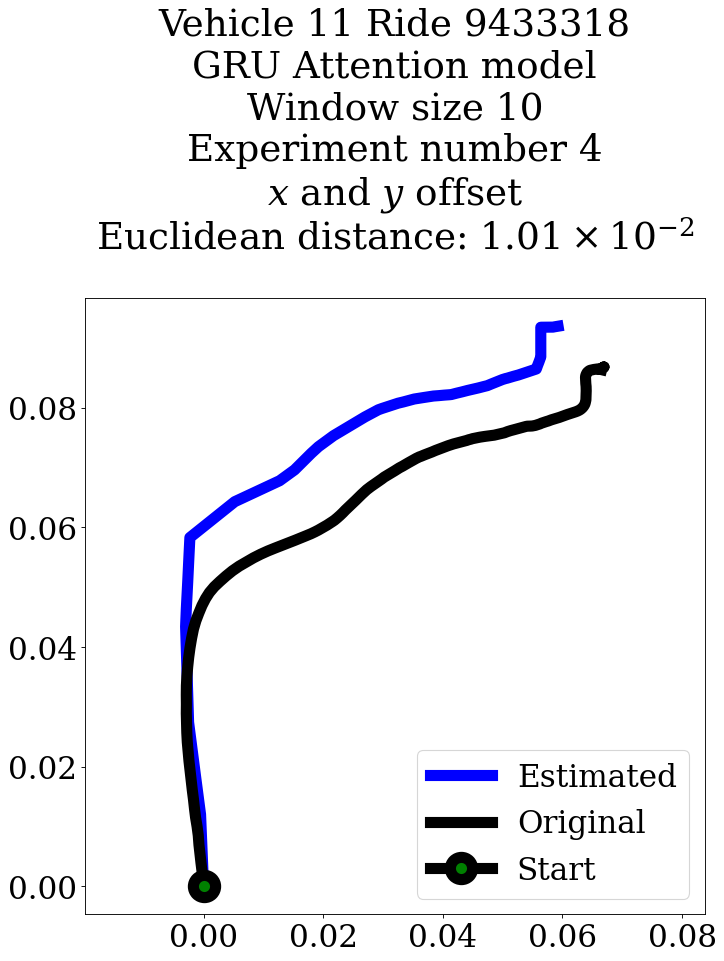 Vehicle 11 Ride 9433318
GRU Attention model
Window size 10
Experiment number 4
x and y offset
Euclidean distance: 1.01 × 10⁻²
0.08
0.06
0.04
0.02
0.00
Estimated
Original
Start
0.00 0.02 0.04 0.06 0.08